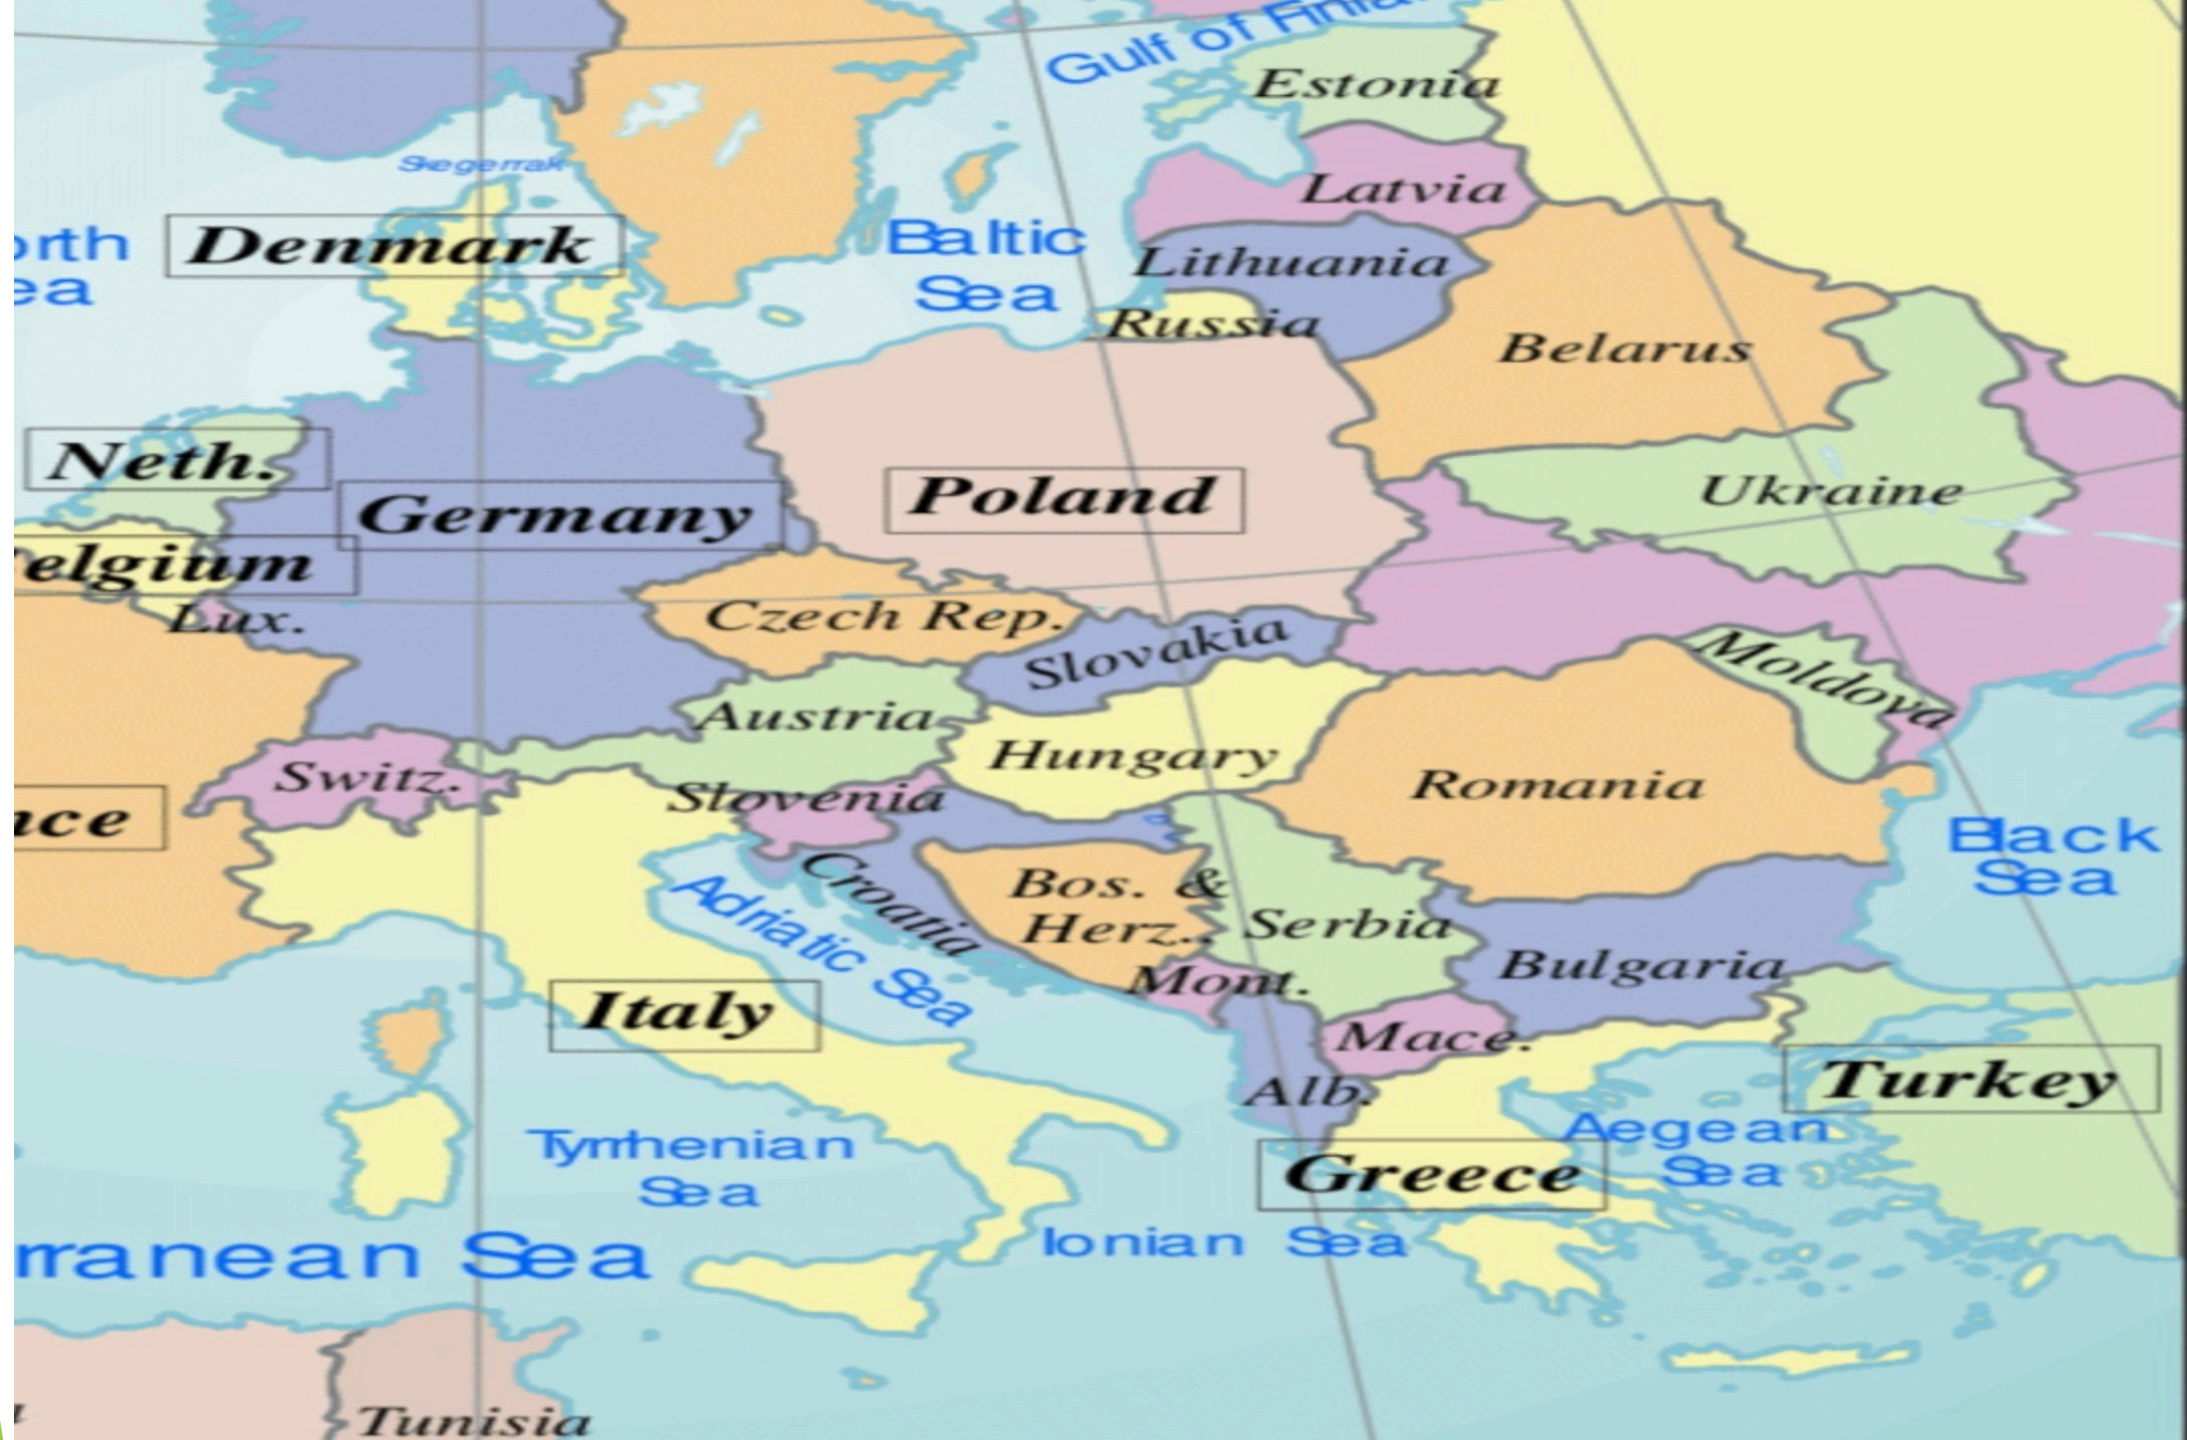 Gulf of Finla
Estonia
Skegerrak
Latvia
Denmark
orth
ea
Baltic
Sea
Lithuania
Russia
Belarus
Neth.
Germany
Poland
Ukraine
elgium
Lux.
Czech Rep.
Slovakia
Moldova
Austria
Hungary
Switz.
Slovenia
Romania
nce
Croatia
Bos. &
Herz..
Black
Sea
Adriatic Sea
Serbia
Bulgaria
Mont.
Italy
Mace.
Alb.
Turkey
Tyrrhenian
Sea
Aegean
Sea
Greece
rranean Sea
Ionian Sea
Tunisia